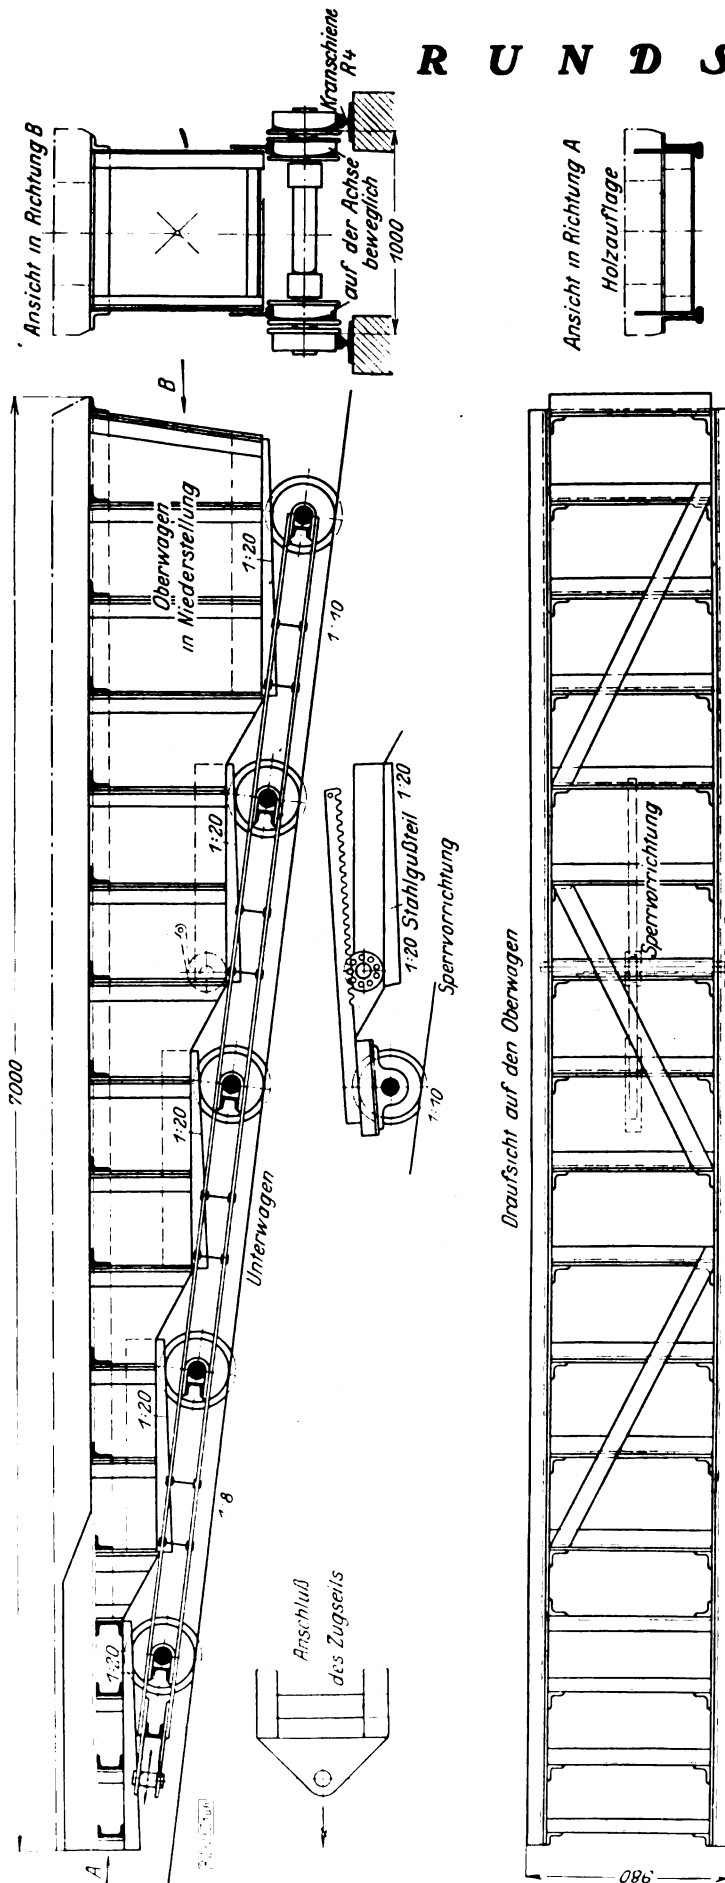 R U N D S
Ansicht in Richtung B
Kranschiene
R4
auf der Achse
beweglich
1000
Ansicht in Richtung A
Holzauflage
7000
B
Oberwagen
in Niederstellung
1:20
1:10
1:20
1:20
1:20
1:20
1:8
Unterwagen
A
1:20 Stahlgußteil 1:20
Sperrvorrichtung
1:10
Anschluß
des Zugseils
Draufsicht auf den Oberwagen
Sperrvorrichtung
980